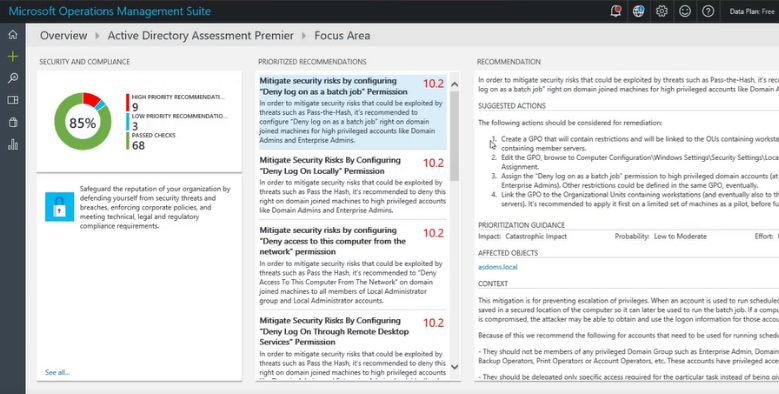 Microsoft Operations Management Suite
Data Plan: Free
Overview
Active Directory Assessment Premier
Focus Area
SECURITY AND COMPLIANCE
85%
HIGH PRIORITY RECOMMENDATI...
9
LOW PRIORITY RECOMMENDATIO...
3
PASSED CHECKS
68
Safeguard the reputation of your organization by
defending yourself from security threats and
breaches, enforcing corporate policies, and
meeting technical, legal and regulatory
compliance requirements.
See all...
PRIORITIZED RECOMMENDATIONS
Mitigate security risks by configuring 10.2
"Deny log on as a batch job" Permission
In order to mitigate security risks that could be exploited by
threats such as Pass-the-Hash, it's recommended to
configure "Deny log on as a batch job" right on domain
joined machines for high privileged accounts like Domain
Admins and Enterprise Admins.
Mitigate Security Risks By Configuring 10.2
"Deny Log On Locally" Permission
In order to mitigate security risks that could be exploited by
threats such as Pass the Hash, it's recommended to deny this
right on domain joined machines to high privileged accounts
like Domain Admins and Enterprise Admins.
Mitigate security risks by configuring 10.2
"Deny access to this computer from the
network" permission
In order to mitigate security risks that could be exploited by
threats such as Pass the Hash, it's recommended to "Deny
Access To This Computer From The Network" on domain
joined machines to all members of Local Administrator
group and Local Administrator accounts.
Mitigate Security Risks By Configuring 10.2
"Deny Log On Through Remote Desktop
Services" Permission
In order to mitigate security risks that could be exploited by
threats such as Pass the Hash, it's recommended to deny this
right on domain joined machines to high privileged accounts
RECOMMENDATION
In order to mitigate security risks that could be exploited by threats such as Pass-the-Hash, it's
log on as a batch job" right on domain joined machines for high privileged accounts like Domain
SUGGESTED ACTIONS
The following actions should be considered for remediation:
1. Create a GPO that will contain restrictions and will be linked to the OUs containing
containing member servers.
2. Edit the GPO, browse to Computer Configuration\Windows Settings\Security Settings\
Assignment.
3. Assign the "Deny log on as a batch job" permission to high privileged domain accounts (at
Enterprise Admins). Other restrictions could be defined in the same GPO, eventually.
4. Link the GPO to the Organizational Units containing workstations (and eventually also to
servers). It's recommended to apply it first on a limited set of machines as a pilot, before
PRIORITIZATION GUIDANCE
Impact: Catastrophic Impact Probability: Low to Moderate Effort:
AFFECTED OBJECTS
asdoms.local
CONTEXT
This mitigation is for preventing escalation of privileges. When an account is used to run
saved in a secured location of the computer so it can later be used to run the batch job. If a
is compromised, the attacker may be able to obtain and use the logon information for those
Because of this we recommend the following for accounts that need to be used for running
- They should not be members of any privileged Domain Group such as Enterprise Admin, Domain
Backup Operators, Print Operators or Account Operators, etc. These accounts have privileged
- They should be delegated only specific access required for the particular task instead of being